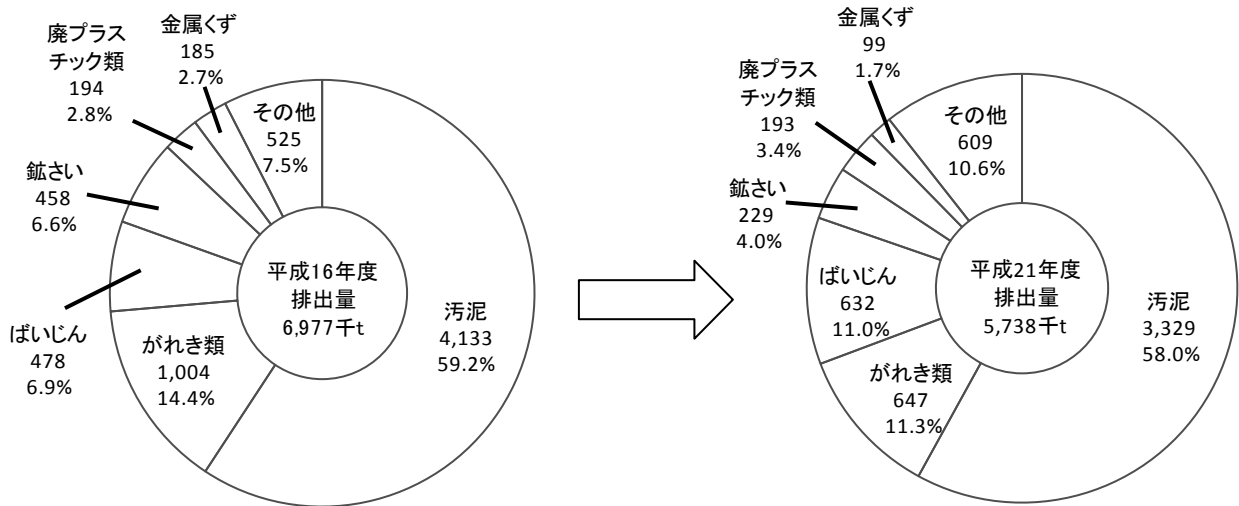 金属くず
185
2.7%
廃プラス
チック類
194
2.8%
その他
525
7.5%
鉱さい
458
6.6%
ばいじん
478
6.9%
がれき類
1,004
14.4%
汚泥
4,133
59.2%
平成16年度
排出量
6,977千t
金属くず
99
1.7%
廃プラス
チック類
193
3.4%
その他
609
10.6%
鉱さい
229
4.0%
ばいじん
632
11.0%
がれき類
647
11.3%
汚泥
3,329
58.0%
平成21年度
排出量
5,738千t